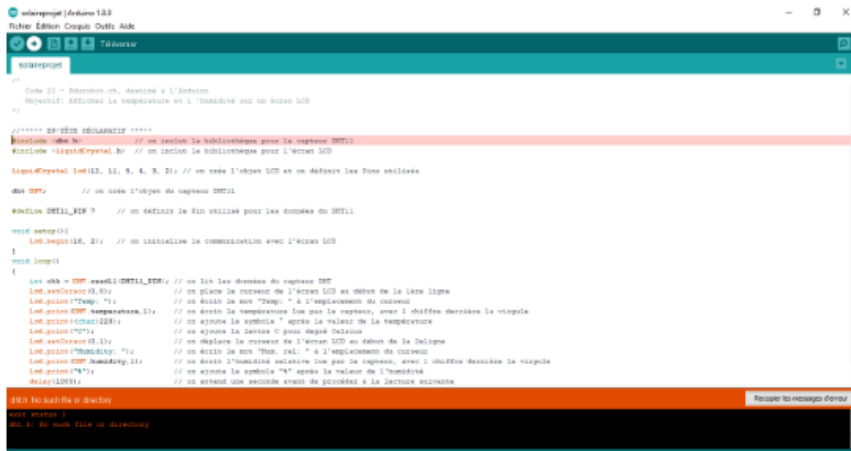 solaireprojet | Arduino 1.8.9
Fichier Édition Croquis Outils Aide
Téléverser
solaireprojet
/*
Code 32 - Edurobot.ch, destiné à l'Arduino
Objectif: Afficher la température et l'humidité sur un écran LCD
*/
//***** EN-TÊTE DÉCLARATIF *****
#include <dht.h> // on inclut la bibliothèque pour le capteur DHT11
#include <LiquidCrystal.h> // on inclut la bibliothèque pour l'écran LCD
LiquidCrystal lcd(12, 11, 5, 4, 3, 2); // on crée l'objet LCD et on définit les Pins utilisés
dht DHT; // on crée l'objet du capteur DHT11
#define DHT11_PIN 7 // on définit le Pin utilisé pour les données du DHT11
void setup(){
lcd.begin(16, 2); // on initialise la communication avec l'écran LCD
}
void loop()
{
int chk = DHT.read11(DHT11_PIN); // on lit les données du capteur DHT
lcd.setCursor(0,0); // on place le curseur de l'écran LCD au début de la 1ère ligne
lcd.print("Temp: "); // on écrit le mot "Temp: " à l'emplacement du curseur
lcd.print(DHT.temperature,1); // on écrit la température lue par le capteur, avec 1 chiffre derrière la virgule
lcd.print((char)223); // on ajoute le symbole ° après la valeur de la température
lcd.print("C"); // on ajoute la lettre C pour degré Celsius
lcd.setCursor(0,1); // on déplace le curseur de l'écran LCD au début de la 2eligne
lcd.print("Humidity: "); // on écrit le mot "Hum. rel: " à l'emplacement du curseur
lcd.print(DHT.humidity,1); // on écrit l'humidité relative lue par le capteur, avec 1 chiffre derrière la virgule
lcd.print("%"); // on ajoute le symbole "%" après la valeur de l'humidité
delay(1000); // on attend une seconde avant de procéder à la lecture suivante
dht.h: No such file or directory
Recopier les messages d'erreur
exit status 1
dht.h: No such file or directory